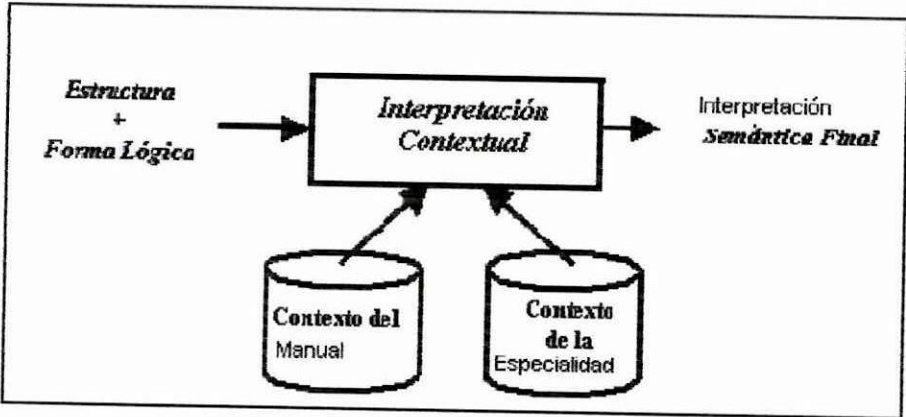 Estructura
+
Forma Lógica
Interpretación
Contextual
Interpretación
Semántica Final
Contexto del
Manual
Contexto
de la
Especialidad